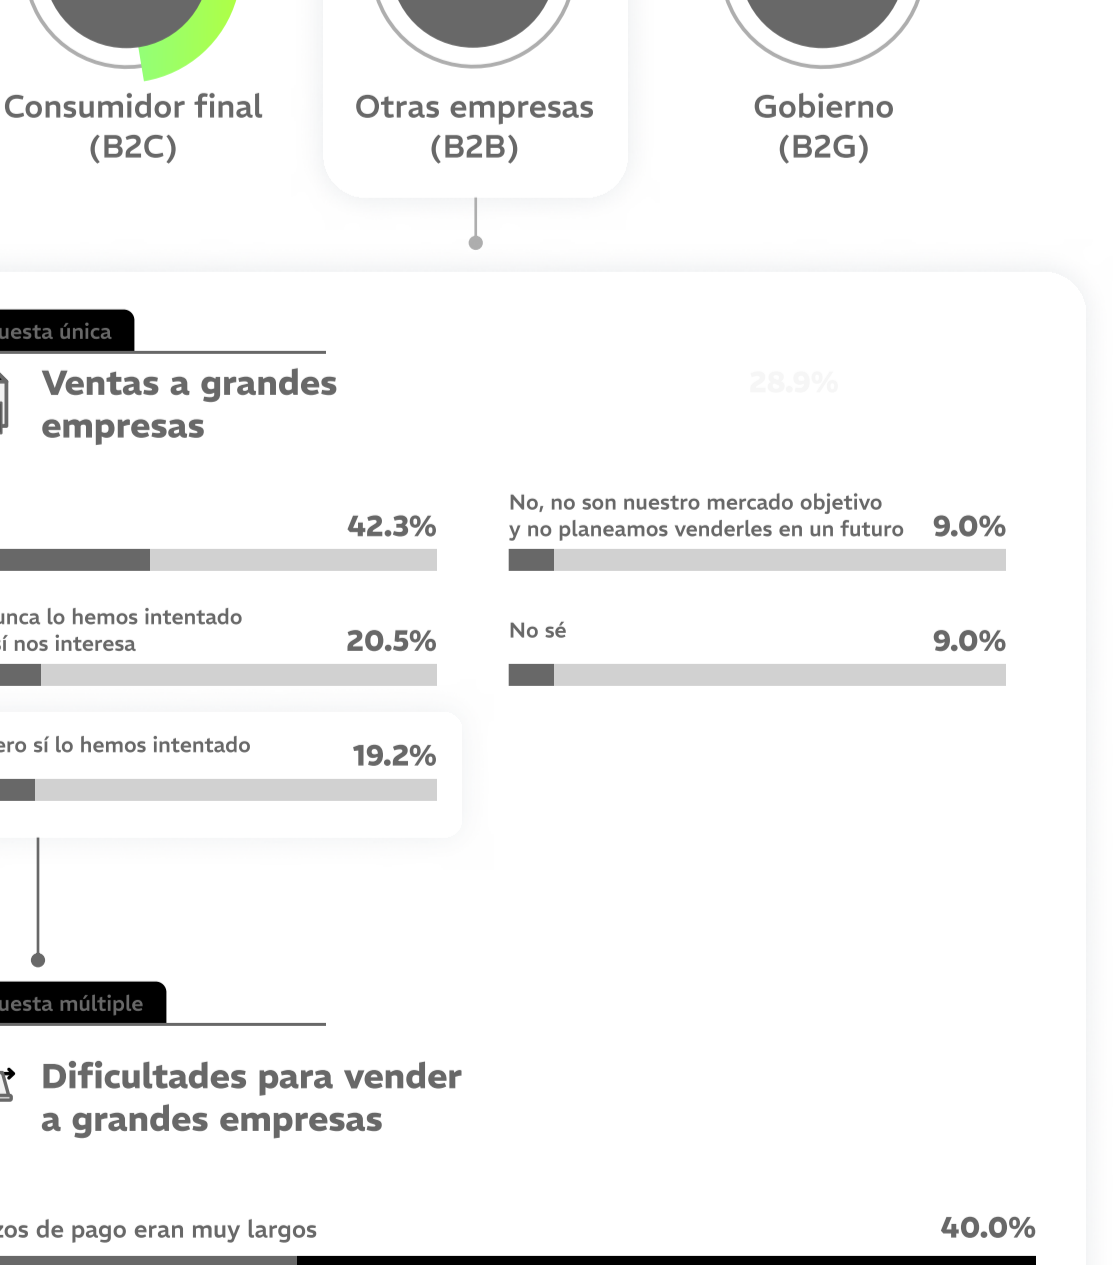 Consumidor final
(B2C)
Otras empresas
(B2B)
Gobierno
(B2G)
uesta única
Ventas a grandes
empresas
28.9%
42.3%
unca lo hemos intentado
sí nos interesa
20.5%
ero sí lo hemos intentado
19.2%
No, no son nuestro mercado objetivo
y no planeamos venderles en un futuro
9.0%
No sé
9.0%
uesta múltiple
Dificultades para vender
a grandes empresas
zos de pago eran muy largos
40.0%